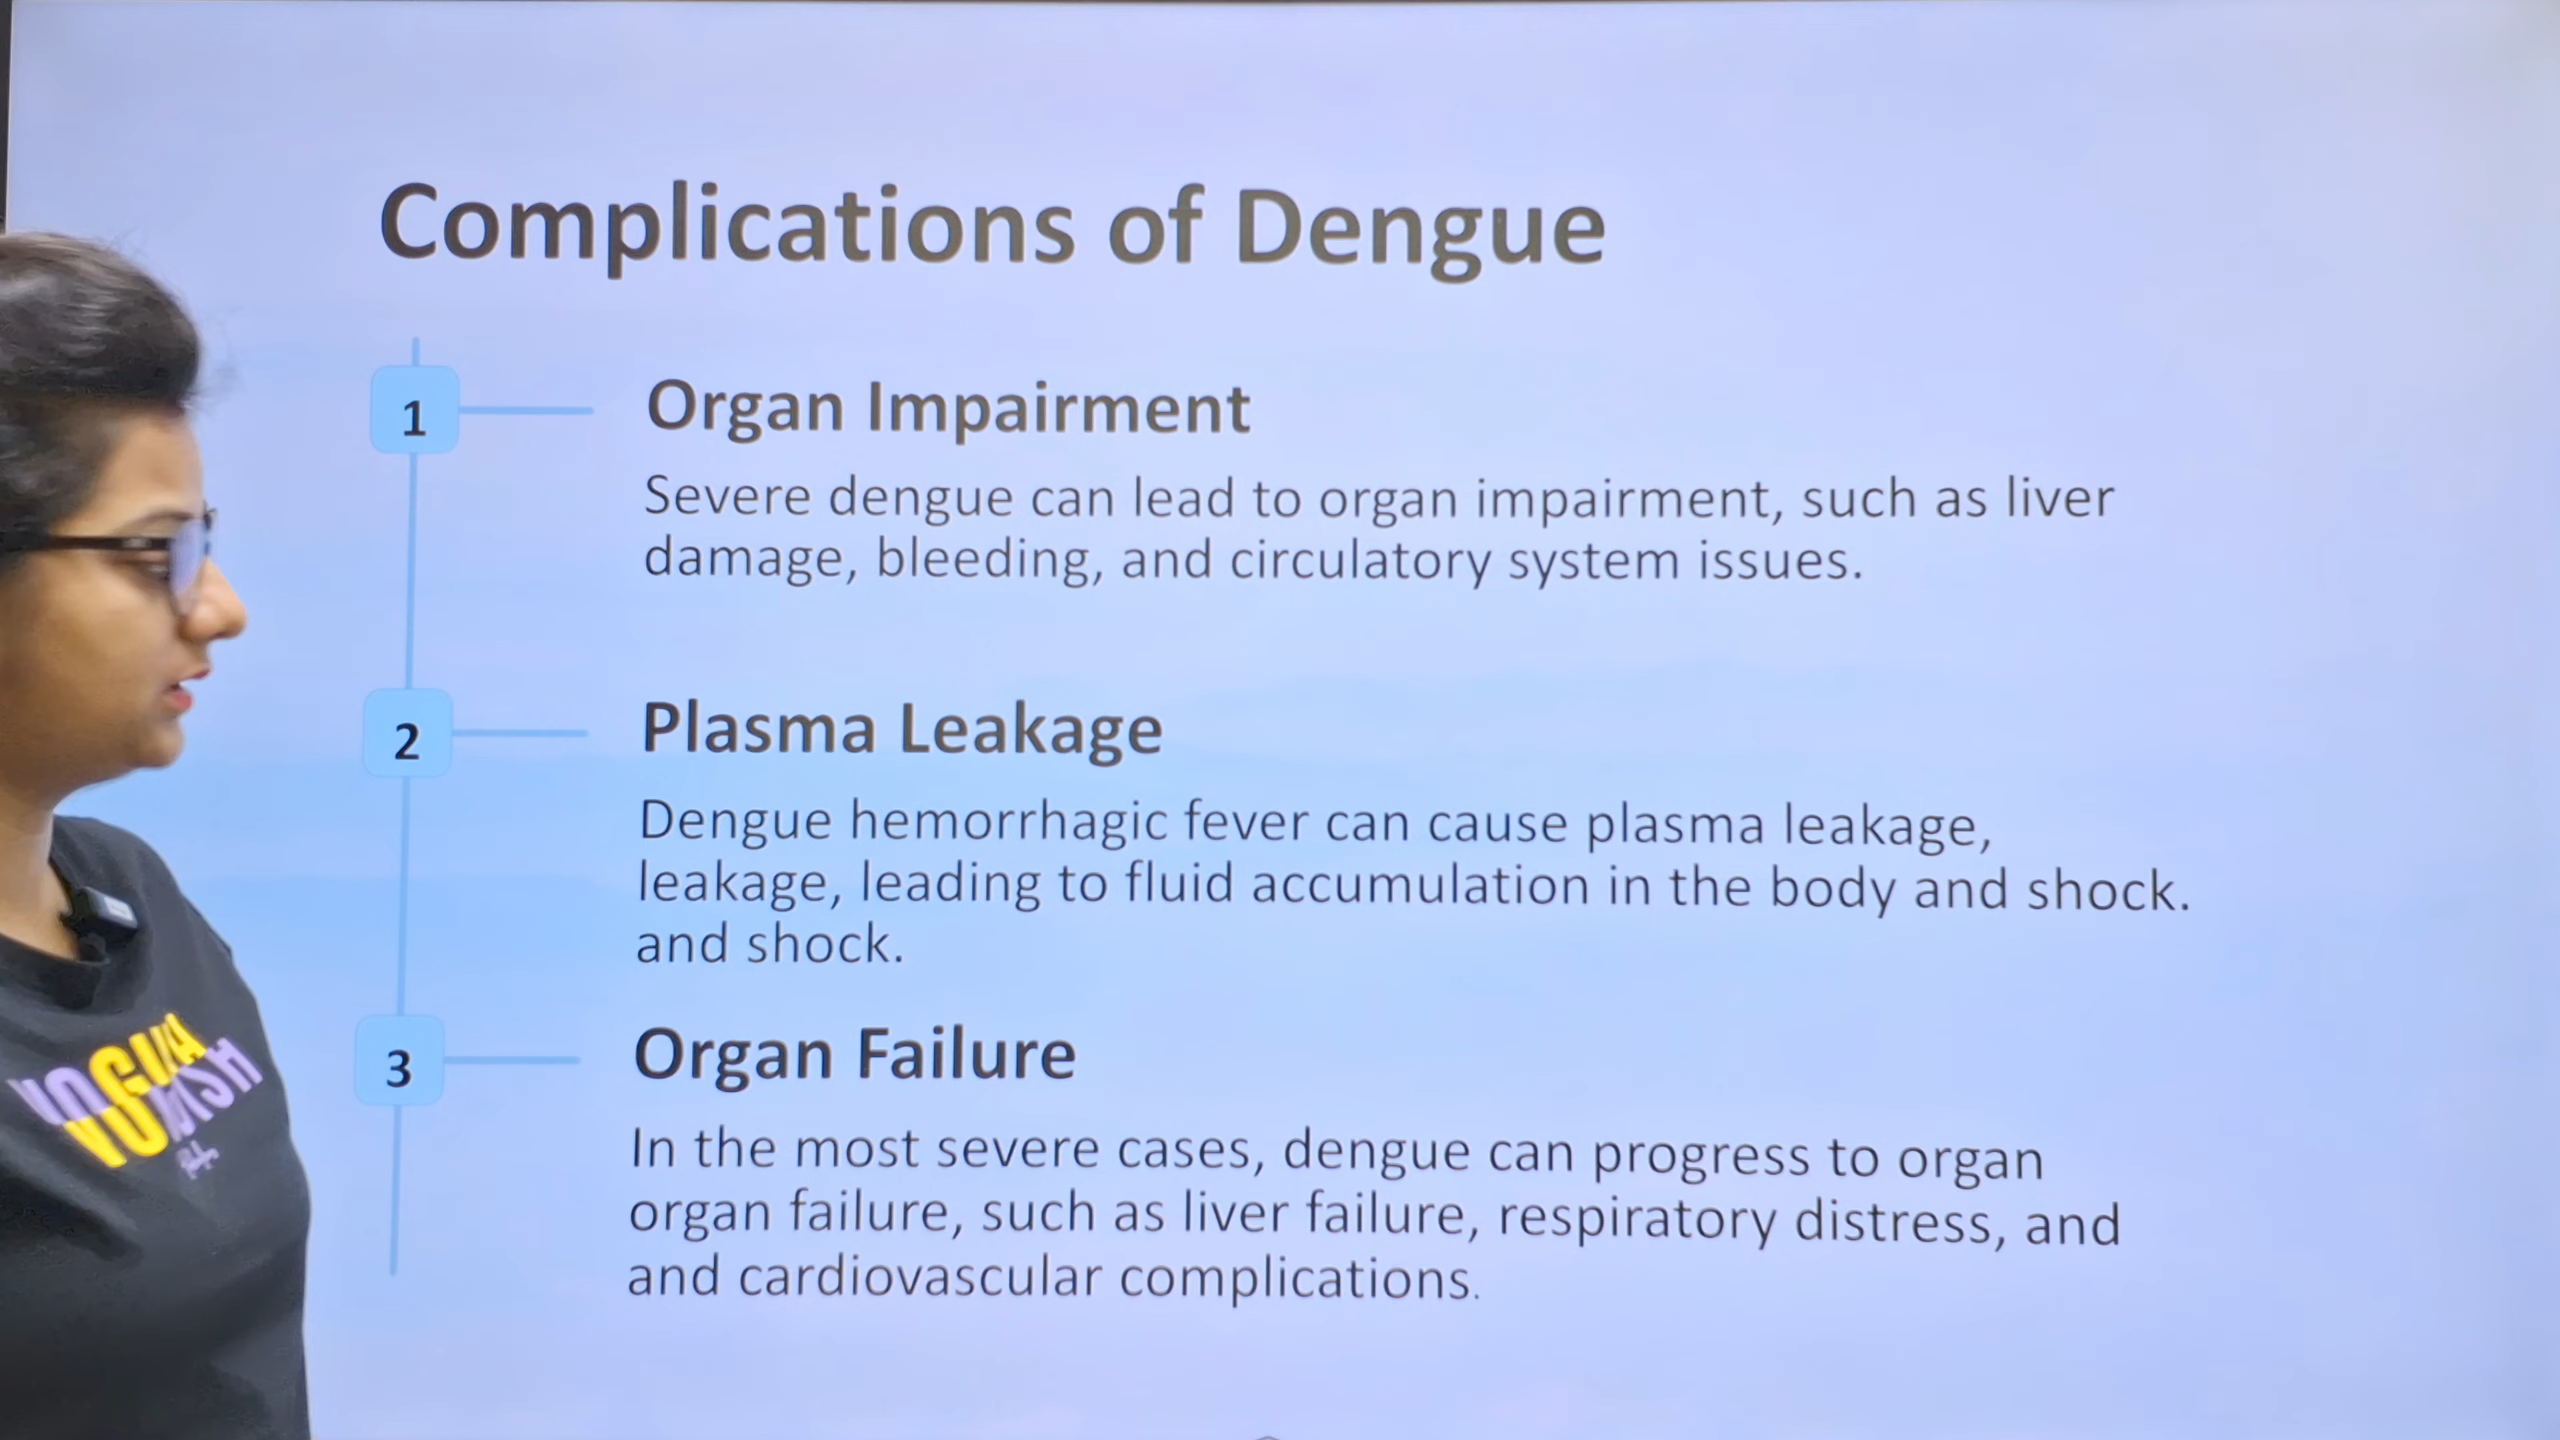 Complications of Dengue
1
Organ Impairment
Severe dengue can lead to organ impairment, such as liver
damage, bleeding, and circulatory system issues.
2
Plasma Leakage
Dengue hemorrhagic fever can cause plasma leakage,
leakage, leading to fluid accumulation in the body and shock.
and shock.
3
Organ Failure
In the most severe cases, dengue can progress to organ
organ failure, such as liver failure, respiratory distress, and
and cardiovascular complications.